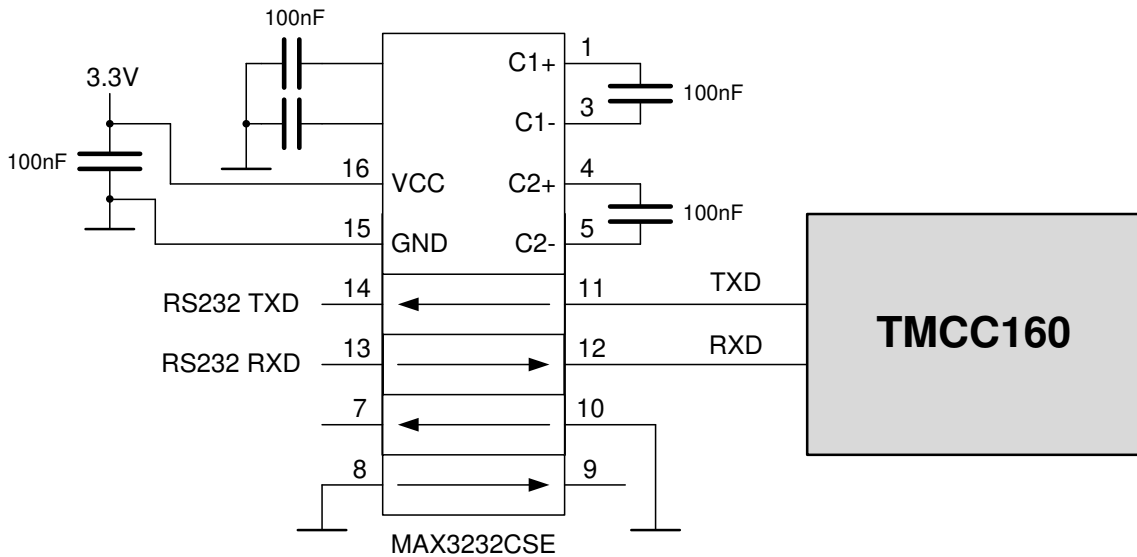 100nF
1
C1+
3.3V
100nF
3
C1-
100nF
4
16
VCC
C2+
100nF
5
15
GND
C2-
14
11
TXD
RS232 TXD
TMCC160
13
12
RXD
RS232 RXD
7
10
8
9
MAX3232CSE